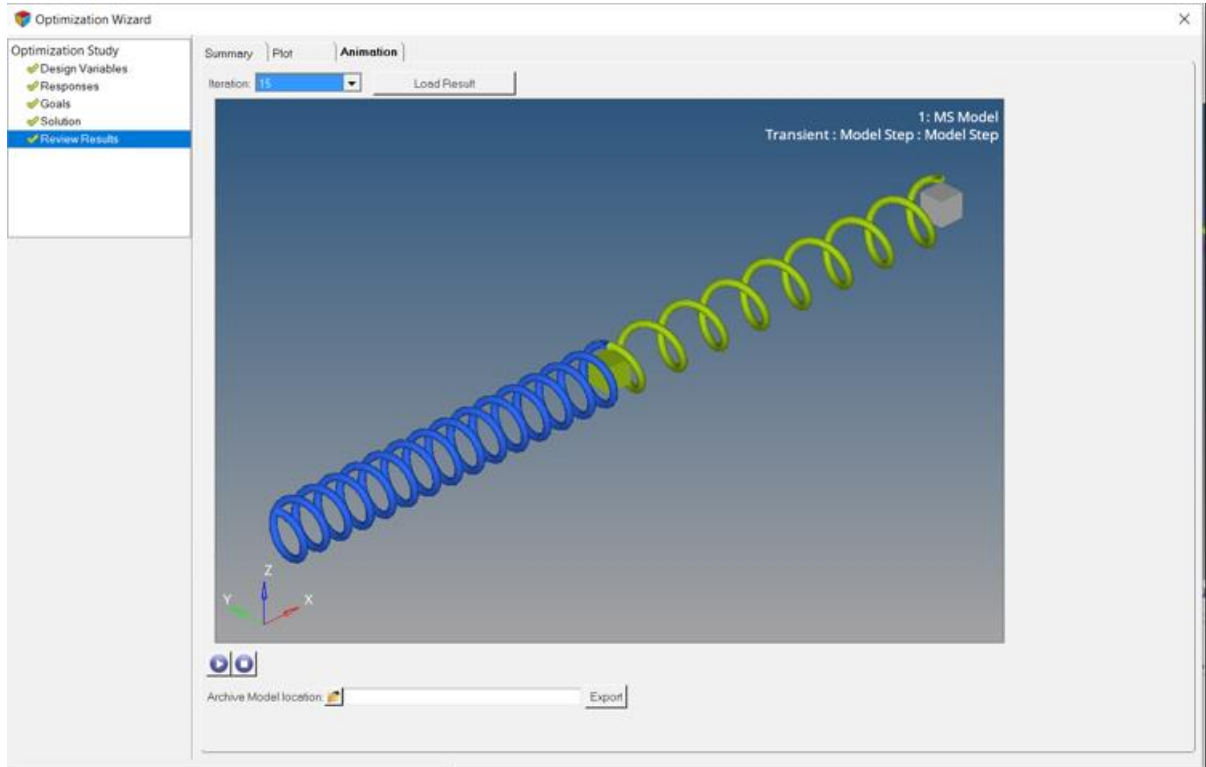 Optimization Wizard
Optimization Study
Design Variables
Responses
Goals
Solution
Review Results
Summary Plot Animation
Iteration: 15 Load Result
1: MS Model
Transient : Model Step : Model Step
Z
Y X
Archive Model location: Export